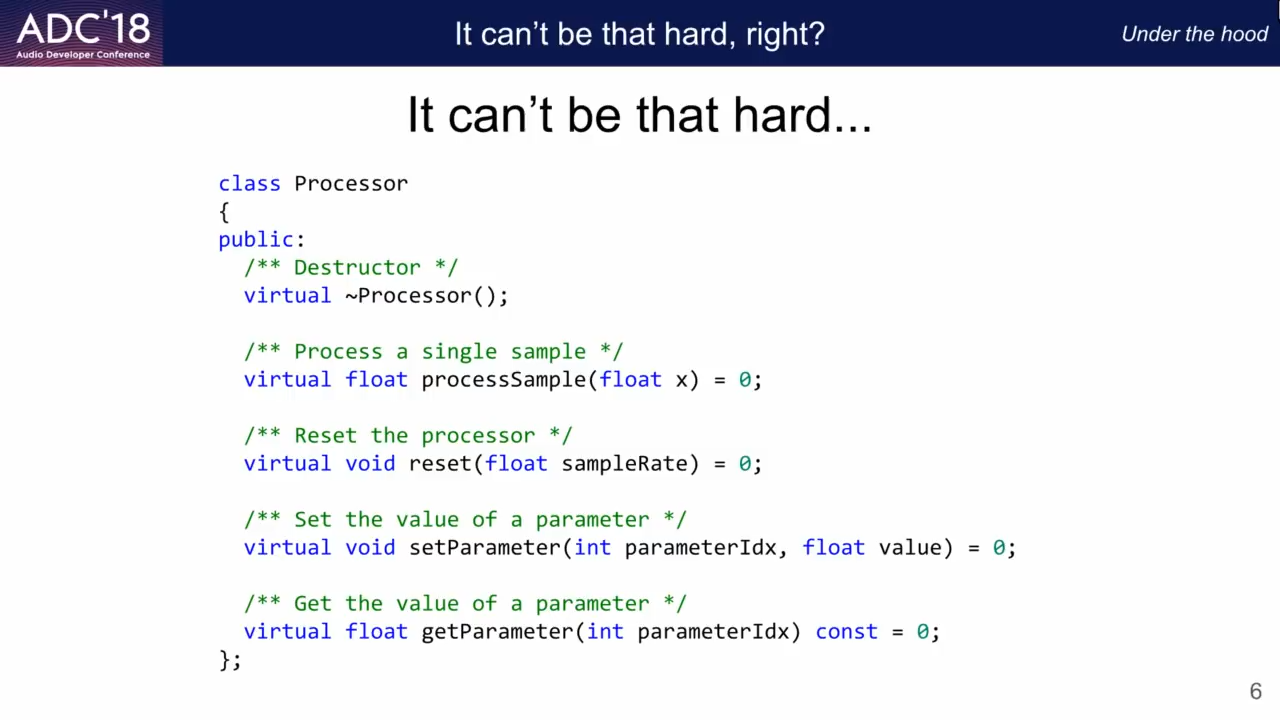 ADC'18
Audio Developer Conference
It can't be that hard, right?
Under the hood
It can't be that hard...
class Processor
{
public:
  /** Destructor */
  virtual ~Processor();

  /** Process a single sample */
  virtual float processSample(float x) = 0;

  /** Reset the processor */
  virtual void reset(float sampleRate) = 0;

  /** Set the value of a parameter */
  virtual void setParameter(int parameterIdx, float value) = 0;

  /** Get the value of a parameter */
  virtual float getParameter(int parameterIdx) const = 0;
};
6